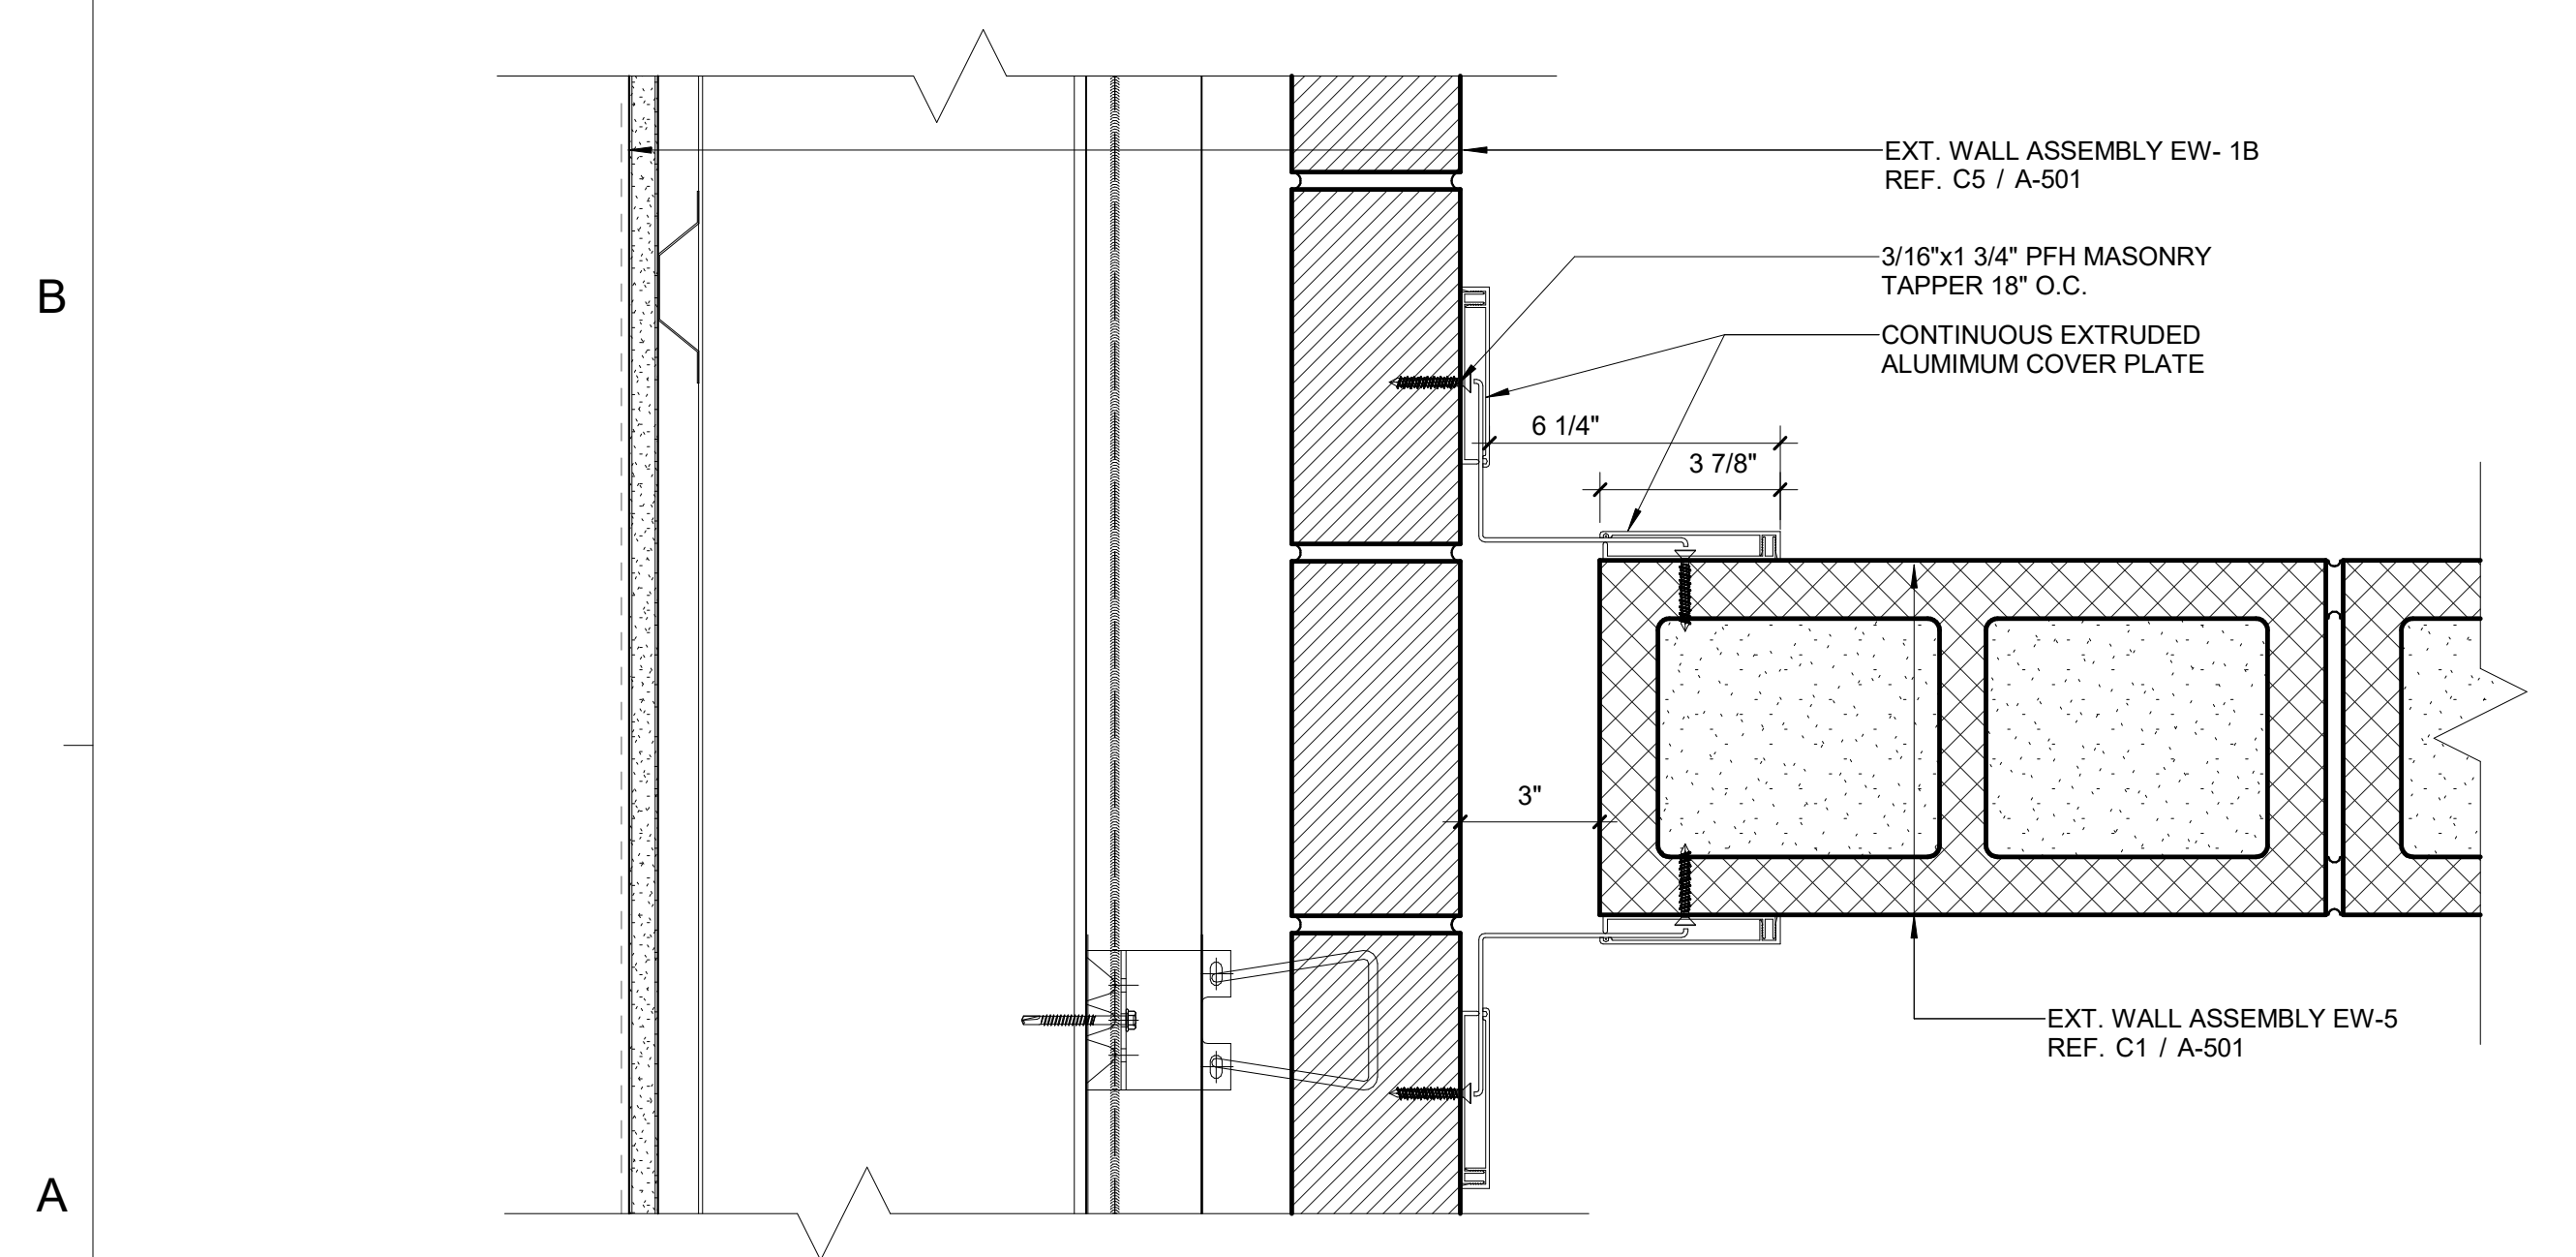 EXT. WALL ASSEMBLY EW- 1B
REF. C5 / A-501
B
3/16"x1 3/4" PFH MASONRY
TAPPER 18" O.C.
CONTINUOUS EXTRUDED
ALUMIMUM COVER PLATE
6 1/4"
3 7/8"
3"
EXT. WALL ASSEMBLY EW-5
REF. C1 / A-501
A